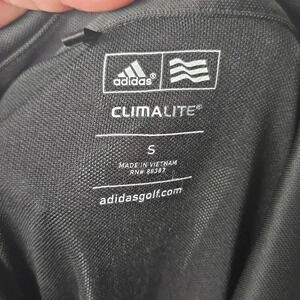 adidas®
CLIMALITE®
S
MADE IN VIETNAM
RN# 88387
adidasgolf.com